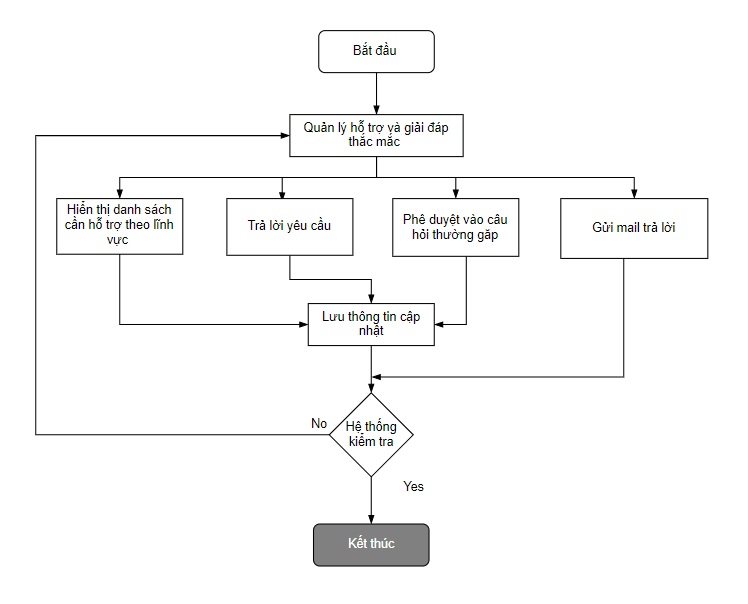 Bắt đầu
Quản lý hỗ trợ và giải đáp
thắc mắc
Hiển thị danh sách
cần hỗ trợ theo lĩnh
vực
Trả lời yêu cầu
Phê duyệt vào câu
hỏi thường gặp
Gửi mail trả lời
Lưu thông tin cập
nhật
No
Hệ thống
kiểm tra
Yes
Kết thúc